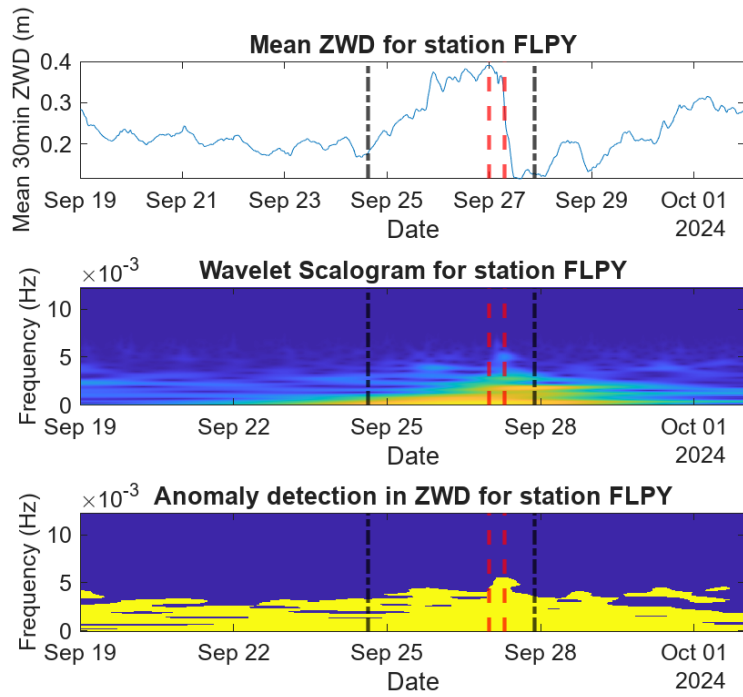 Mean ZWD for station FLPY
Mean 30min ZWD (m)
0.4
0.3
0.2
Sep 19 Sep 21 Sep 23 Sep 25 Sep 27 Sep 29 Oct 01
Date
2024
Wavelet Scalogram for station FLPY
×10⁻³
Frequency (Hz)
10
5
0
Sep 19 Sep 22 Sep 25 Sep 28 Oct 01
Date
2024
Anomaly detection in ZWD for station FLPY
×10⁻³
Frequency (Hz)
10
5
0
Sep 19 Sep 22 Sep 25 Sep 28 Oct 01
Date
2024